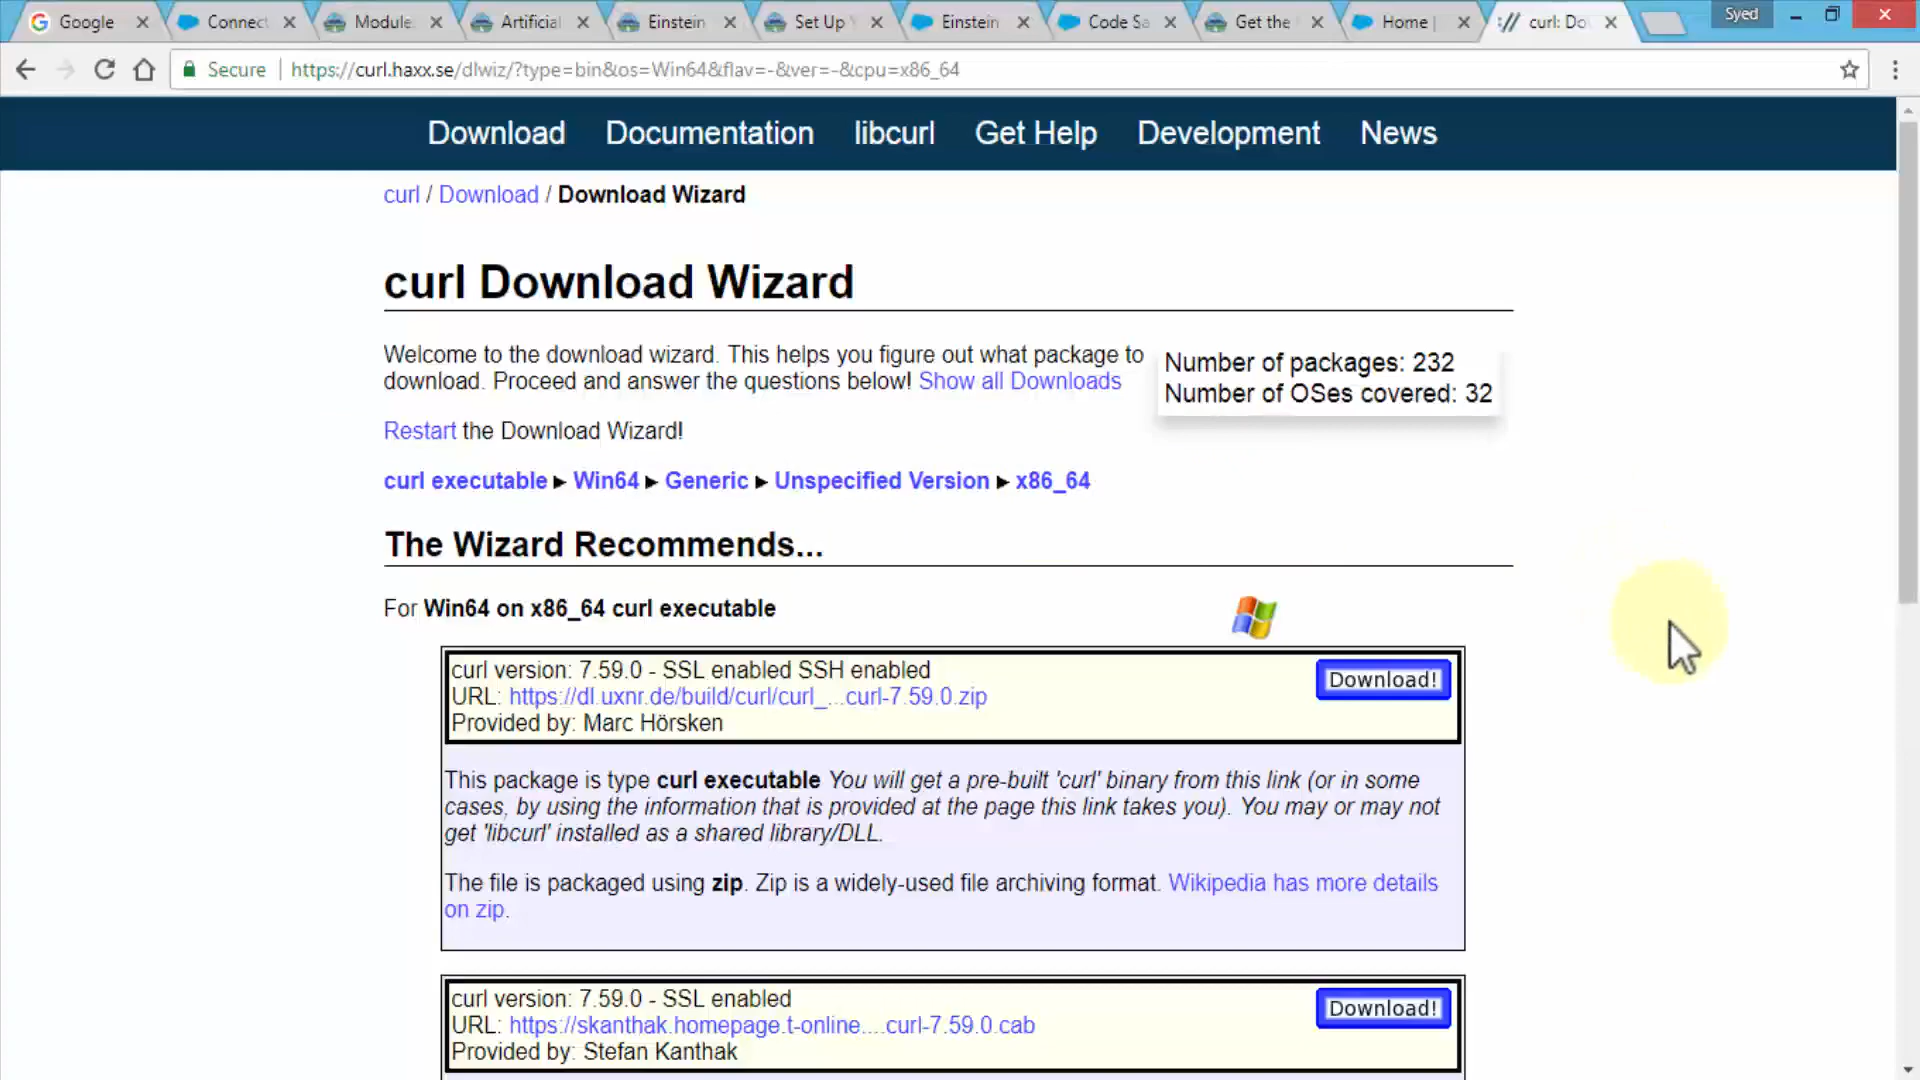 Google
Connect
Module
Artificial
Einstein
Set Up
Einstein
Code Sa
Get the
Home |
curl: Do
Syed
Secure
https://curl.haxx.se/dlwiz/?type=bin&os=Win64&flav=-&ver=-&cpu=x86_64
Download Documentation libcurl Get Help Development News
curl / Download / Download Wizard
curl Download Wizard
Welcome to the download wizard. This helps you figure out what package to
download. Proceed and answer the questions below! Show all Downloads
Number of packages: 232
Number of OSes covered: 32
Restart the Download Wizard!
curl executable ▸ Win64 ▸ Generic ▸ Unspecified Version ▸ x86_64
The Wizard Recommends...
For Win64 on x86_64 curl executable
curl version: 7.59.0 - SSL enabled SSH enabled
URL: https://dl.uxnr.de/build/curl/curl_...curl-7.59.0.zip
Provided by: Marc Hörsken
Download!
This package is type curl executable You will get a pre-built 'curl' binary from this link (or in some
cases, by using the information that is provided at the page this link takes you). You may or may not
get 'libcurl' installed as a shared library/DLL.
The file is packaged using zip. Zip is a widely-used file archiving format. Wikipedia has more details
on zip.
curl version: 7.59.0 - SSL enabled
URL: https://skanthak.homepage.t-online....curl-7.59.0.cab
Provided by: Stefan Kanthak
Download!